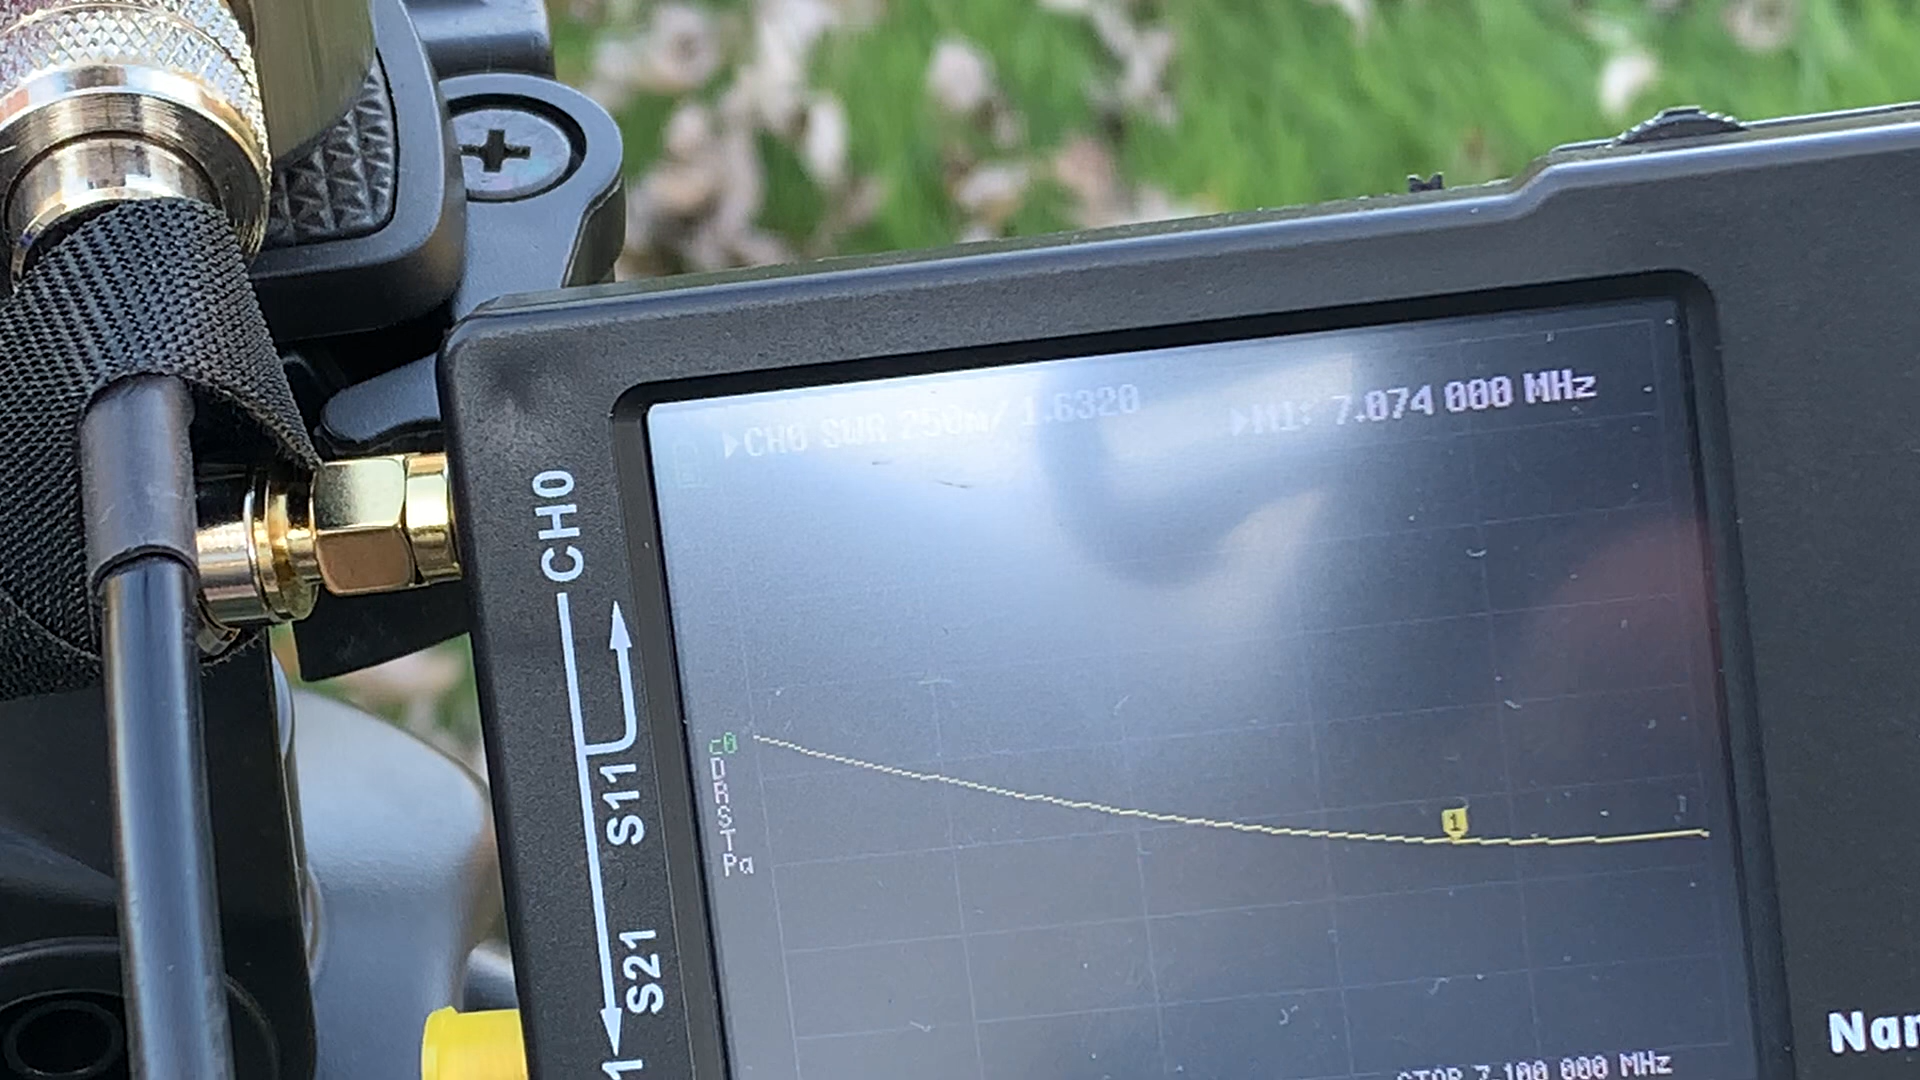 ▶CH0 SWR 250m/ 1.6320 ▶M1: 7.074 000 MHz
CH0
S11
S21
c0
D
R
S
T
Pa
1
STOP 7.100 000 MHz
Nan
1